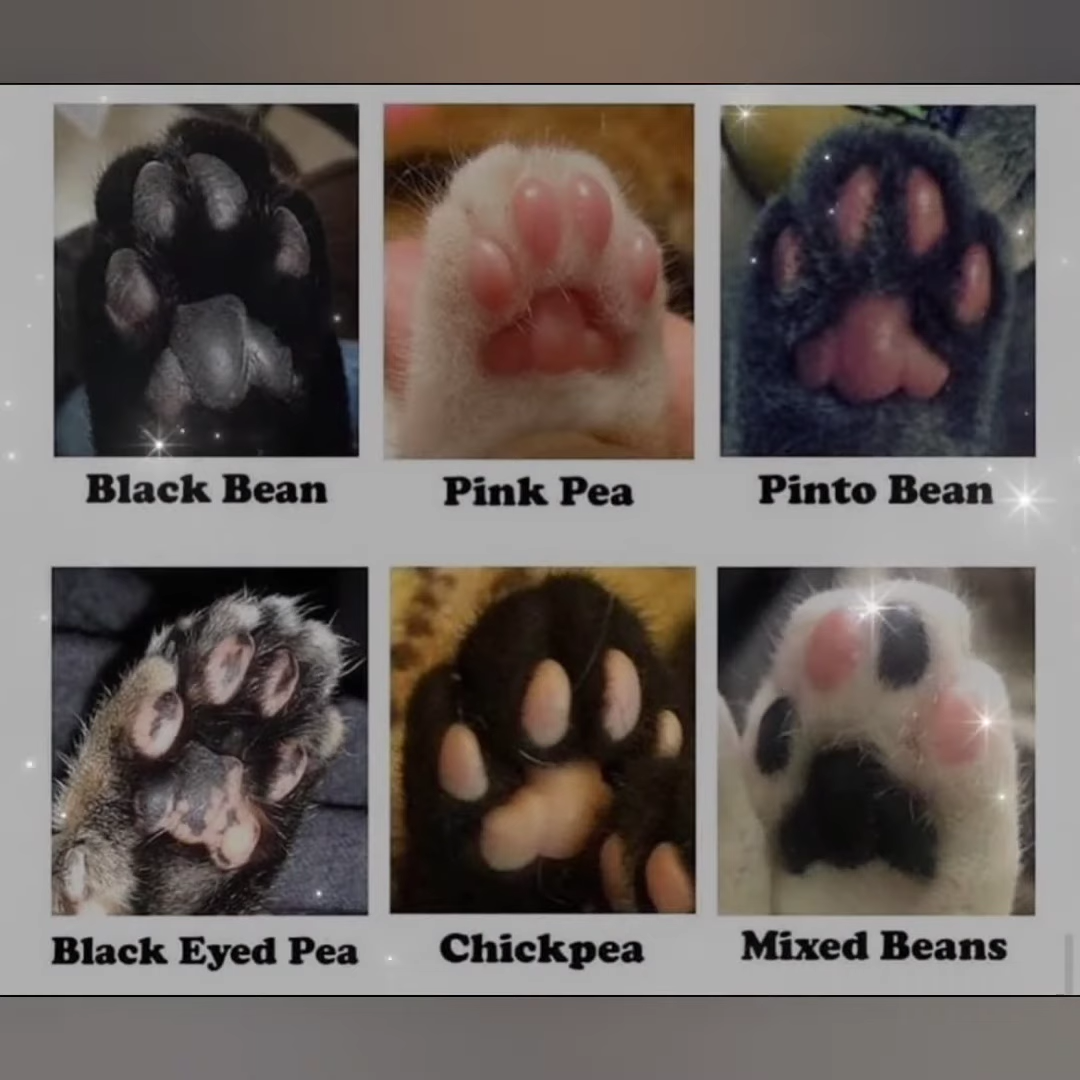 Black Bean
Pink Pea
Pinto Bean
Black Eyed Pea
Chickpea
Mixed Beans